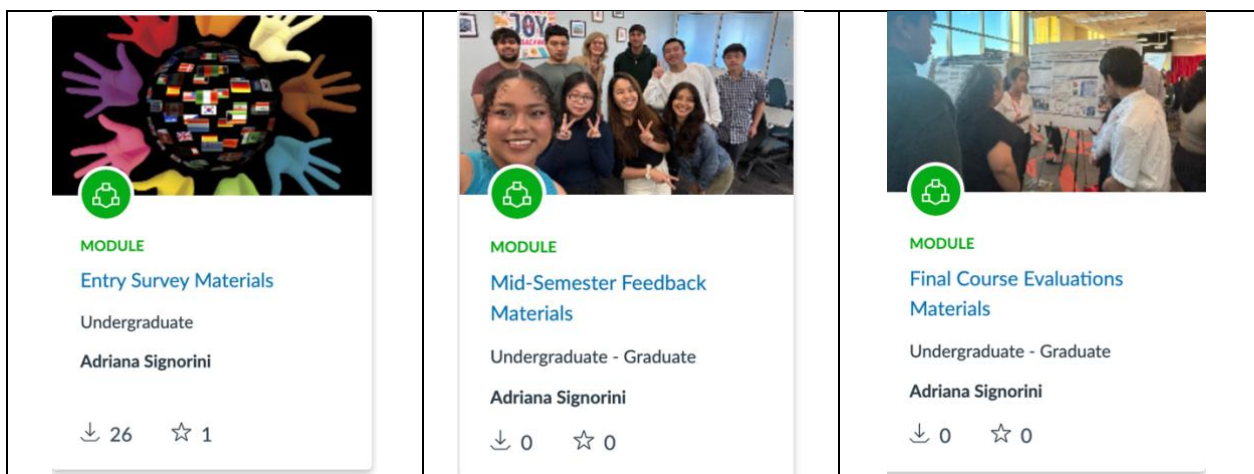 JOY
MODULE
Entry Survey Materials
Undergraduate
Adriana Signorini
26 1
MODULE
Mid-Semester Feedback
Materials
Undergraduate - Graduate
Adriana Signorini
0 0
MODULE
Final Course Evaluations
Materials
Undergraduate - Graduate
Adriana Signorini
0 0